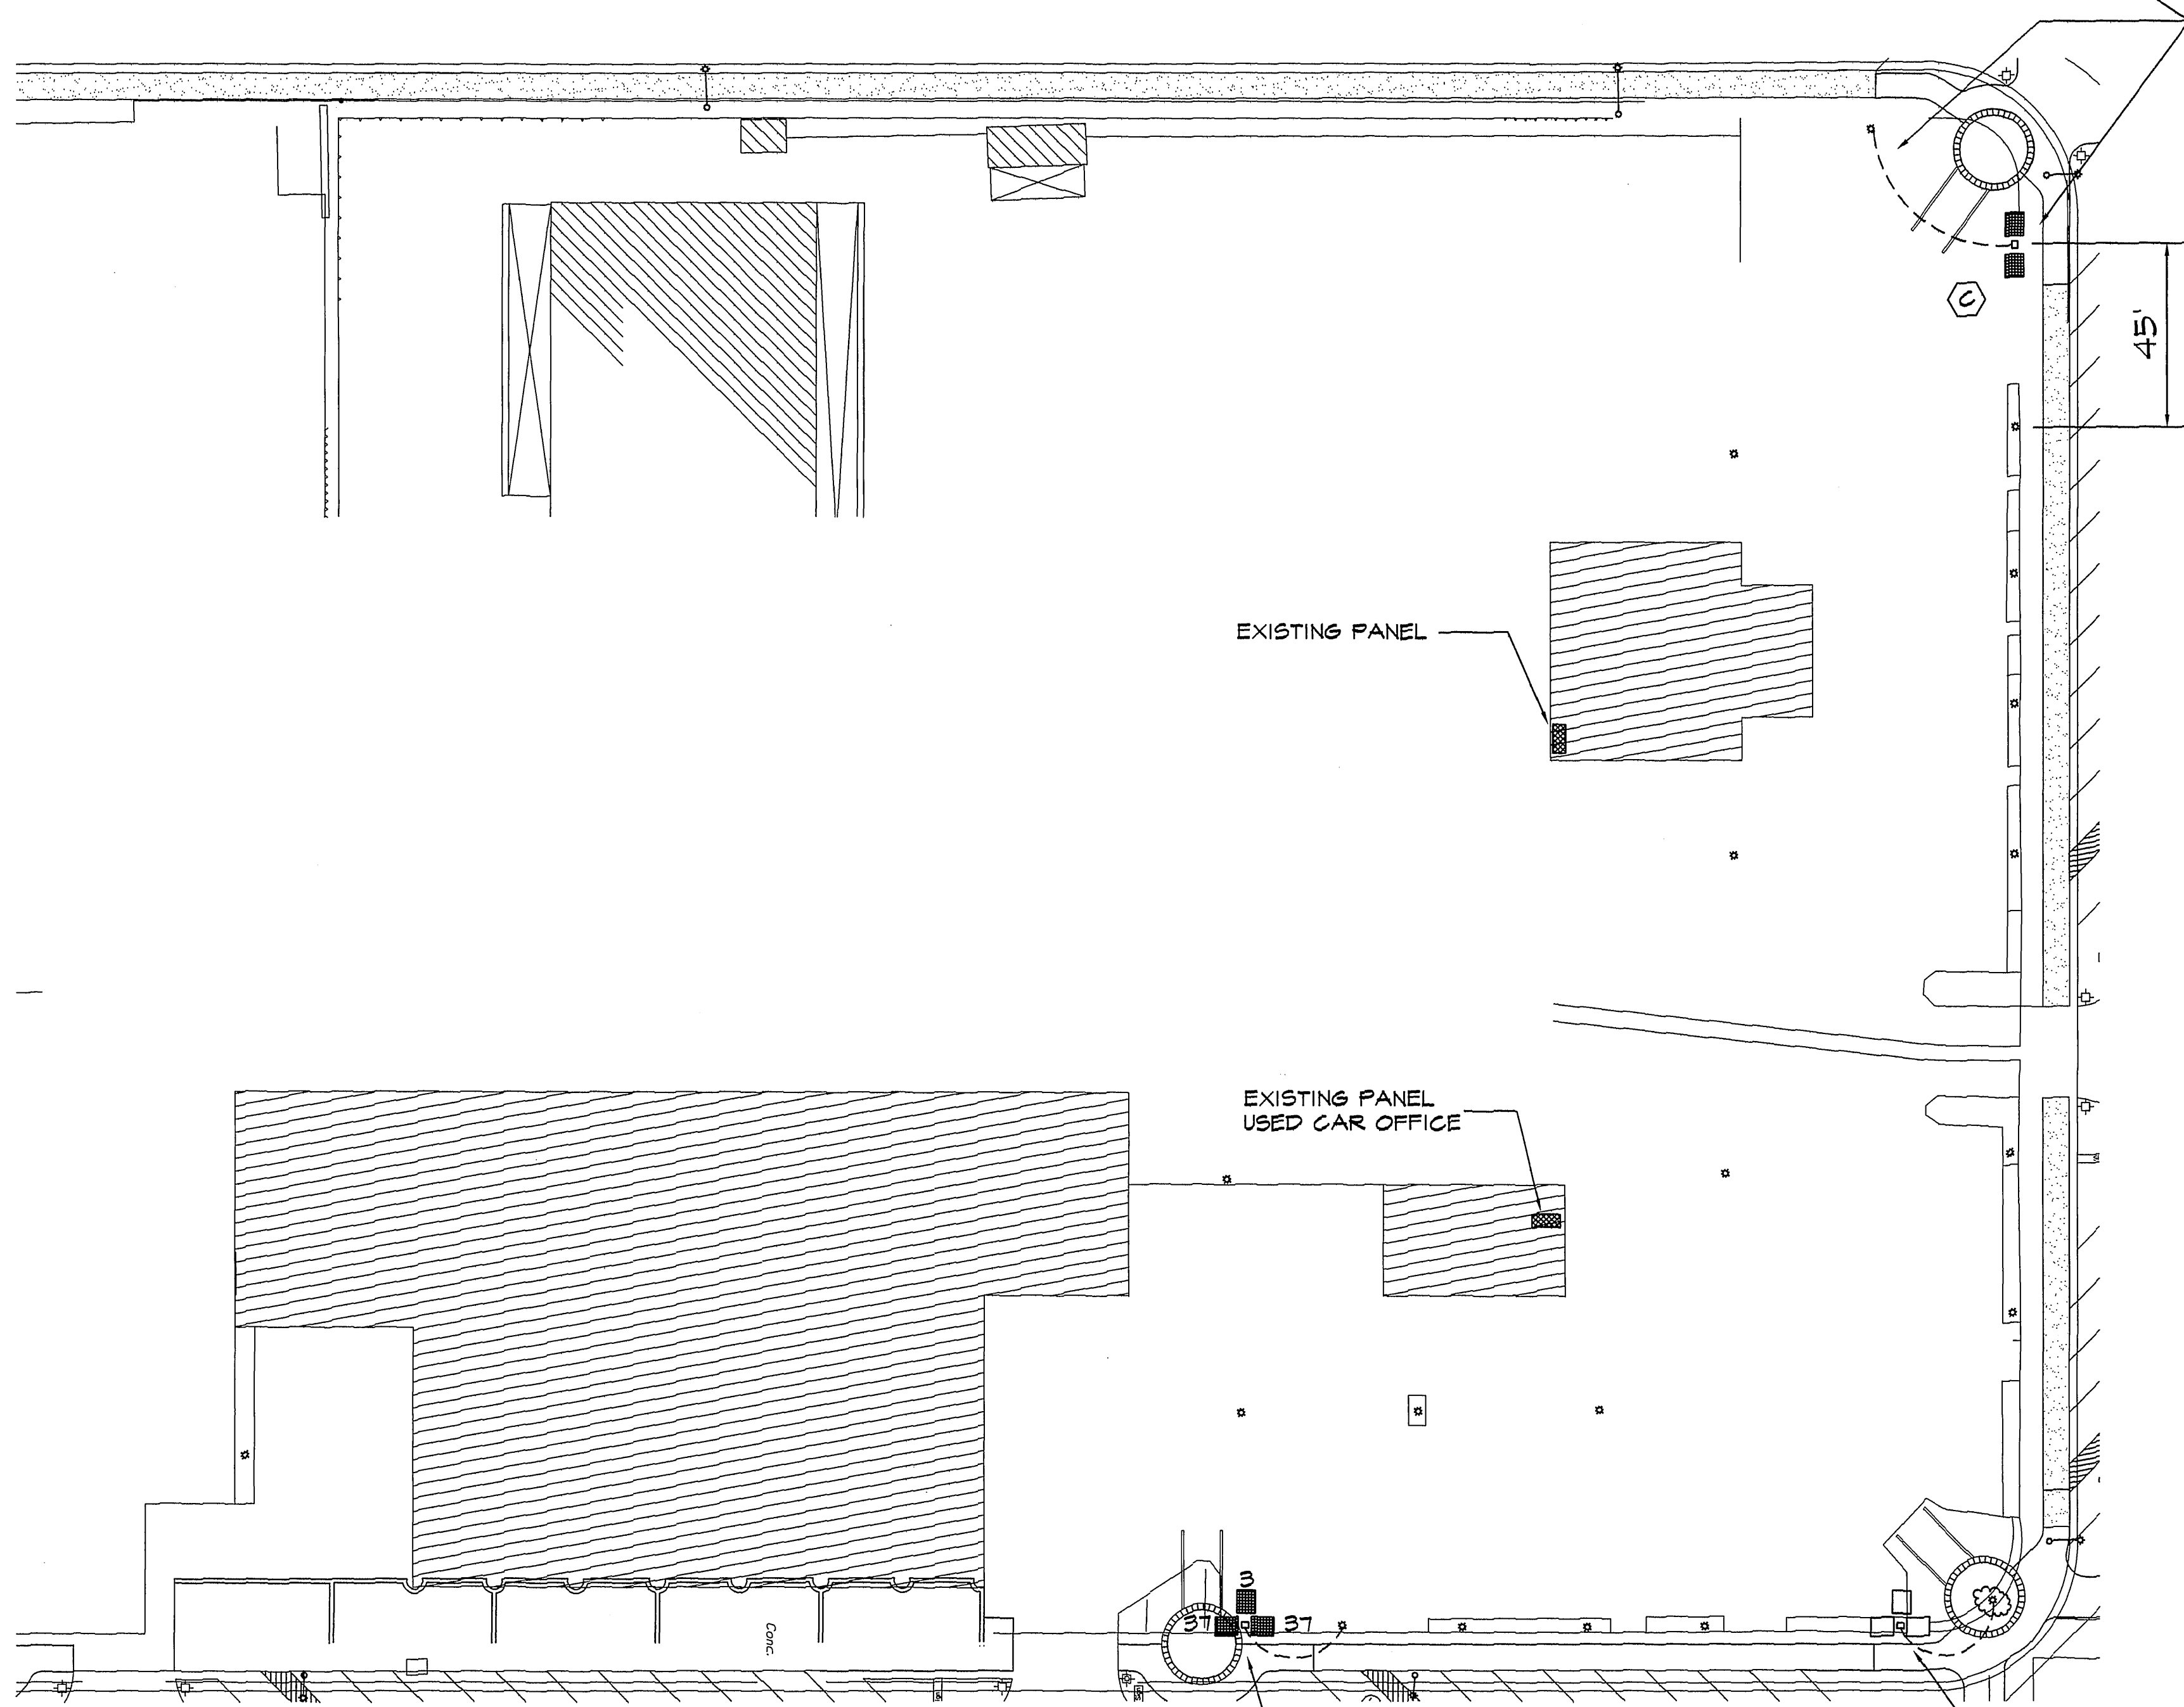 C
45'
EXISTING PANEL
EXISTING PANEL
USED CAR OFFICE
3
37
37
Conc.